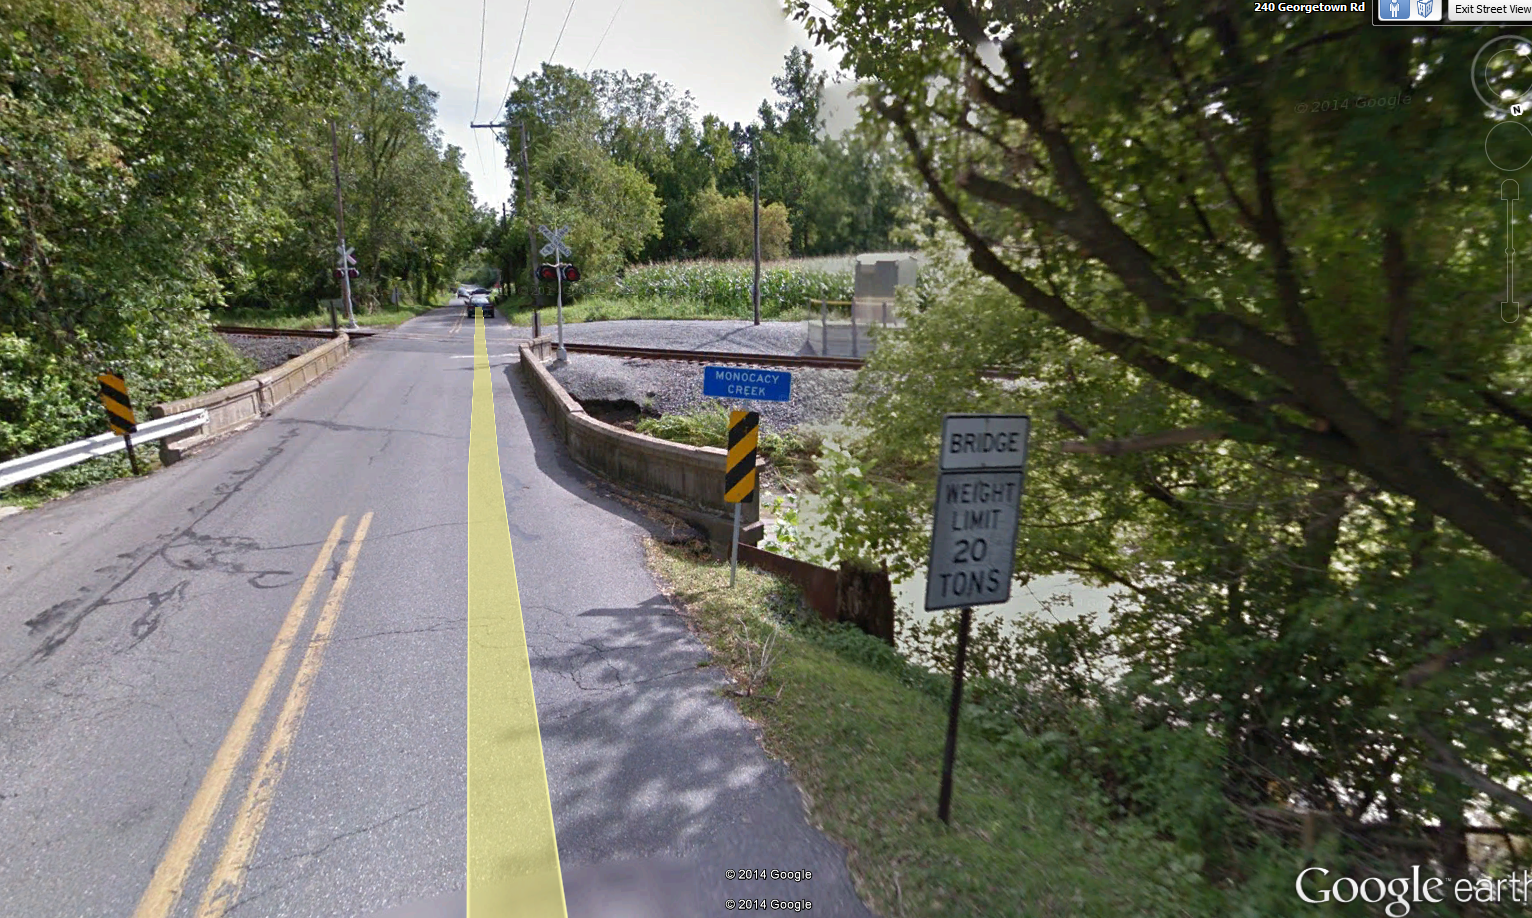 240 Georgetown Rd
Exit Street View
N
© 2014 Google
MONOCACY
CREEK
BRIDGE
WEIGHT
LIMIT
20
TONS
© 2014 Google
© 2014 Google
Google earth